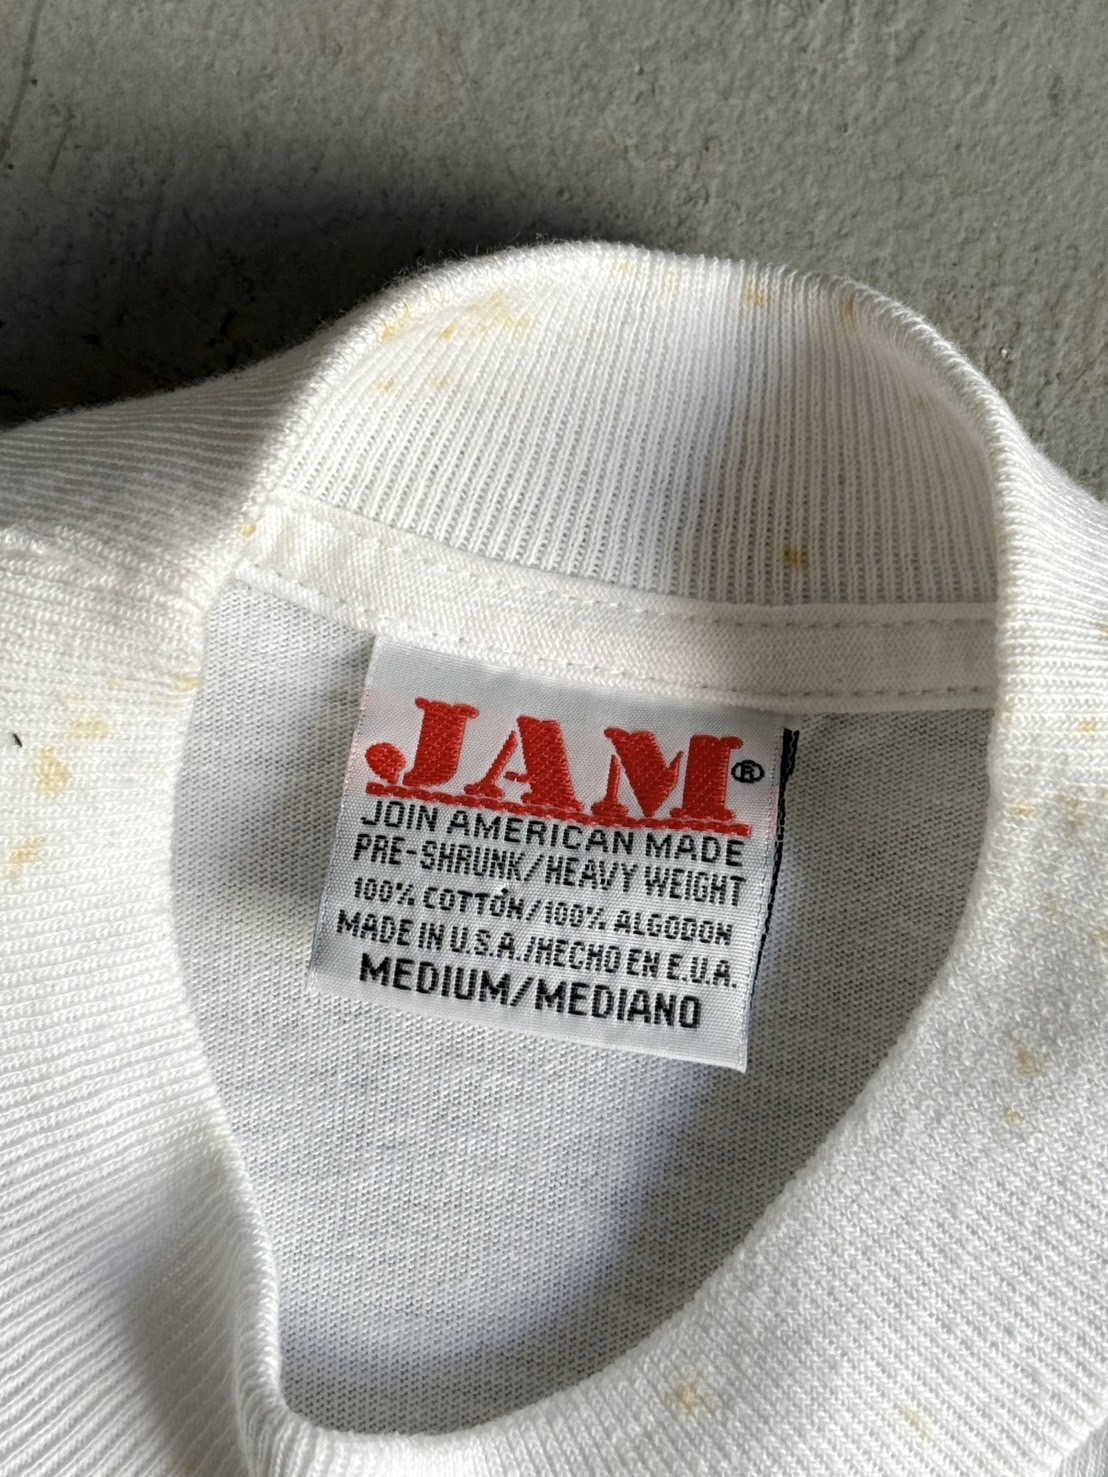 JAM®
JOIN AMERICAN MADE
PRE-SHRUNK/HEAVY WEIGHT
100% COTTON/100% ALGODON
MADE IN U.S.A./HECHO EN E.U.A.
MEDIUM/MEDIANO